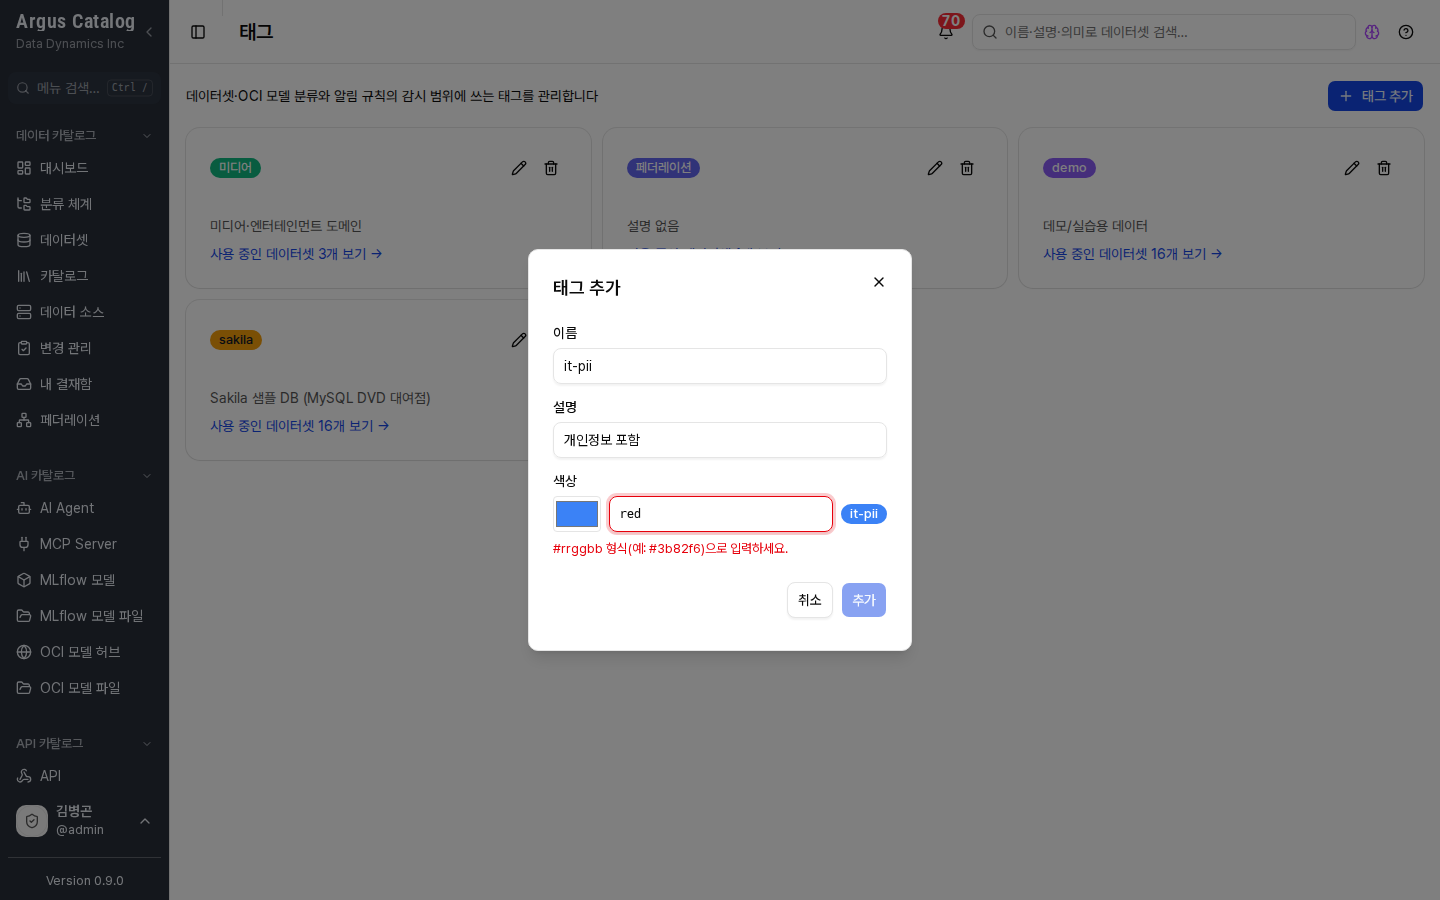 Argus Catalog
Data Dynamics Inc
메뉴 검색... Ctrl /
데이터 카탈로그
대시보드
분류 체계
데이터셋
카탈로그
데이터 소스
변경 관리
내 결재함
페더레이션
AI 카탈로그
AI Agent
MCP Server
MLflow 모델
MLflow 모델 파일
OCI 모델 허브
OCI 모델 파일
API 카탈로그
API
김병곤
@admin
Version 0.9.0
태그
70
이름·설명·의미로 데이터셋 검색...
데이터셋·OCI 모델 분류와 알림 규칙의 감시 범위에 쓰는 태그를 관리합니다
태그 추가
미디어
미디어·엔터테인먼트 도메인
사용 중인 데이터셋 3개 보기 →
페더레이션
설명 없음
demo
데모/실습용 데이터
사용 중인 데이터셋 16개 보기 →
sakila
Sakila 샘플 DB (MySQL DVD 대여점)
사용 중인 데이터셋 16개 보기 →
태그 추가
이름
it-pii
설명
개인정보 포함
색상
red
it-pii
#rrggbb 형식(예: #3b82f6)으로 입력하세요.
취소
추가